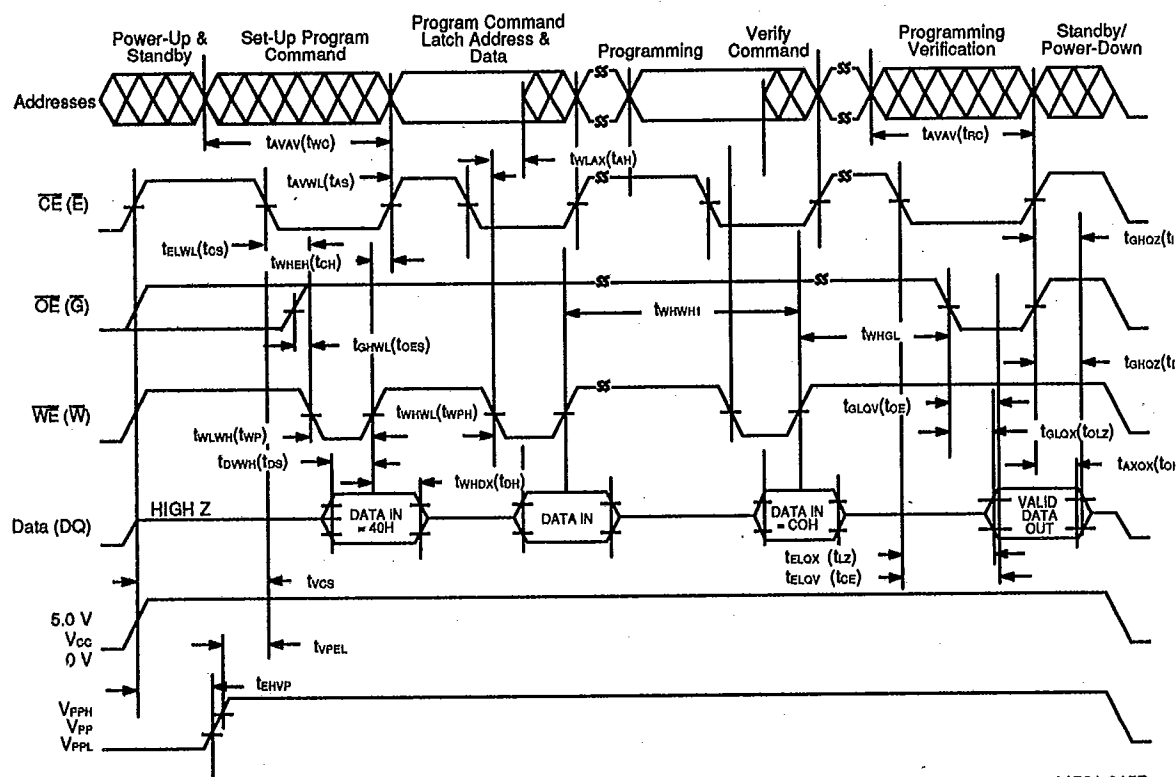 Power-Up &
Standby
Set-Up Program
Command
Program Command
Latch Address &
Data
Programming
Verify
Command
Programming
Verification
Standby/
Power-Down
Addresses
tAVAV(tWC)
tWLAX(tAH)
tAVAV(tRC)
tAVWL(tAS)
CE (E)
tELWL(tCS)
tWHEH(tCH)
tGHQZ(t
OE (G)
tWHWH1
tWHGL
tGHWL(tOES)
tGHQZ(t
WE (W)
tWHWL(tWPH)
tGLQV(tOE)
tWLWH(tWP)
tGLQX(tOLZ)
tDVWH(tDS)
tWHDX(tDH)
tAXQX(tOH
HIGH Z
Data (DQ)
DATA IN
= 40H
DATA IN
DATA IN
= C0H
VALID
DATA
OUT
tELQX (tLZ)
tVCS
tELQV (tCE)
5.0 V
VCC
0 V
tVPEL
tEHVP
VPPH
VPP
VPPL